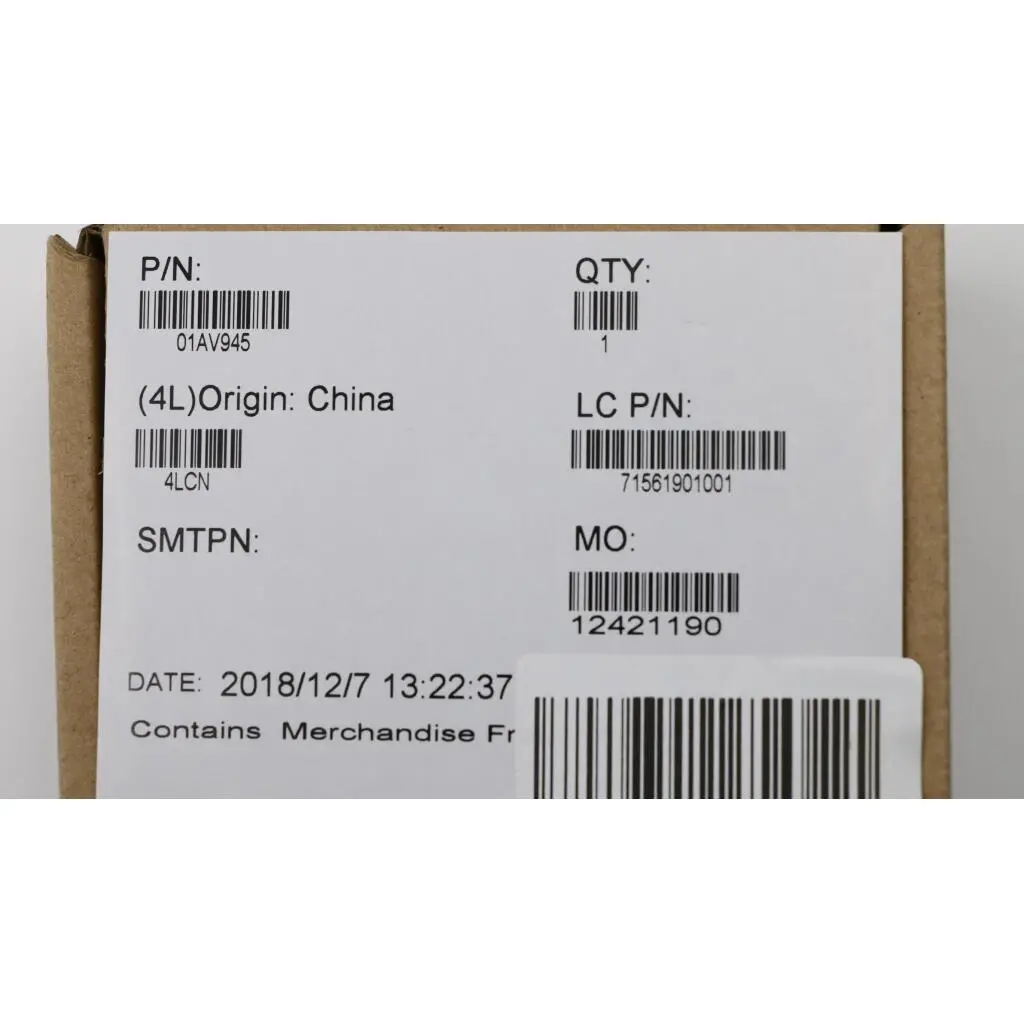 P/N:
01AV945
QTY:
1
(4L)Origin: China
4LCN
LC P/N:
71561901001
SMTPN:
MO:
12421190
DATE: 2018/12/7 13:22:37
Contains Merchandise